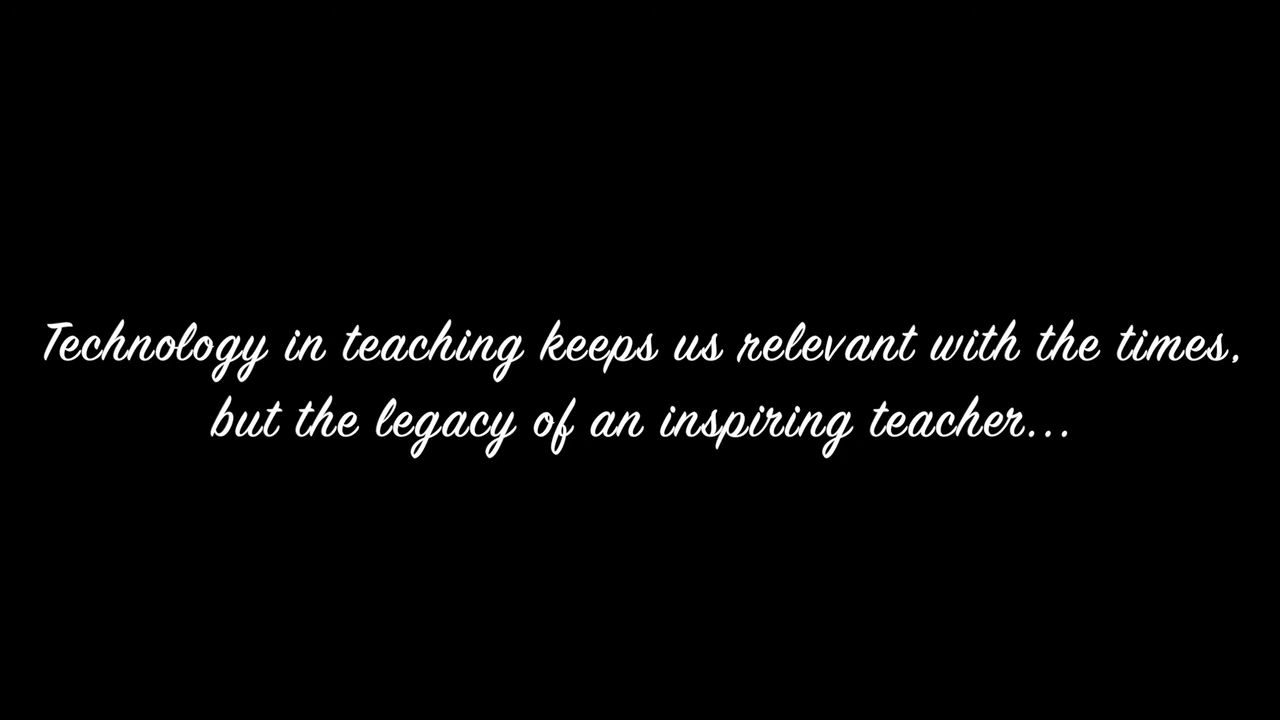 Technology in teaching keeps us relevant with the times,
but the legacy of an inspiring teacher...